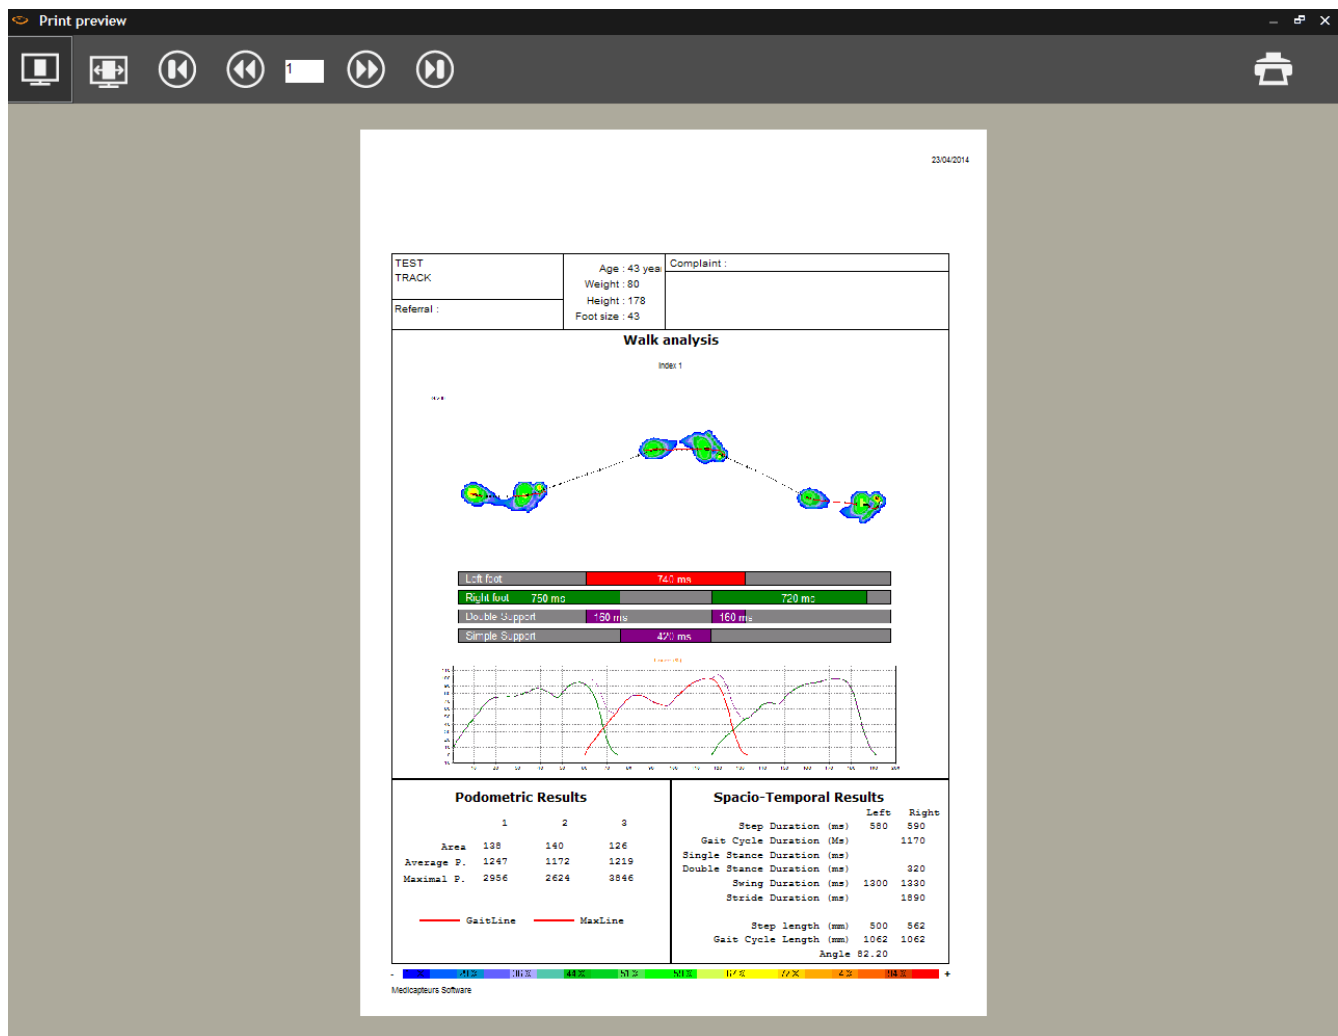 Print preview
1
23/04/2014
TEST
TRACK
Referral :
Age : 43 yea
Weight : 80
Height : 178
Foot size : 43
Complaint :
Walk analysis
Index 1
Left foot 740 ms
Right foot 750 ms 720 ms
Double Support 160 ms 160 ms
Simple Support 420 ms
Podometric Results
1 2 3
Area 138 140 126
Average P. 1247 1172 1219
Maximal P. 2956 2624 3846
GaitLine MaxLine
Spacio-Temporal Results
Left Right
Step Duration (ms) 580 590
Gait Cycle Duration (Ms) 1170
Single Stance Duration (ms)
Double Stance Duration (ms) 320
Swing Duration (ms) 1300 1330
Stride Duration (ms) 1890
Step length (mm) 500 562
Gait Cycle Length (mm) 1062 1062
Angle 82.20
- +
Medicapteurs Software